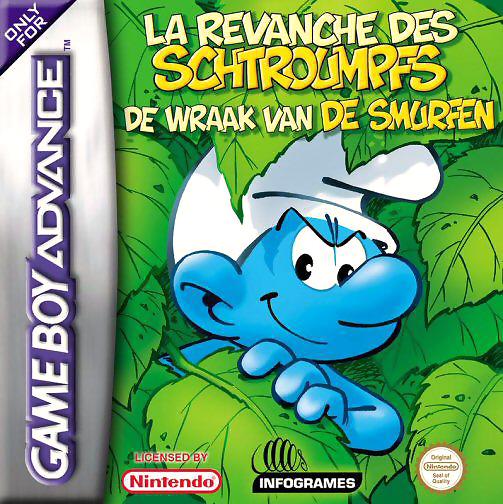 ONLY
FOR
GAME BOY ADVANCE™
LA REVANCHE DES
SCHTROUMPFS
DE WRAAK VAN DE SMURFEN
LICENSED BY
Nintendo
INFOGRAMES
Original
Nintendo
Seal of
Quality